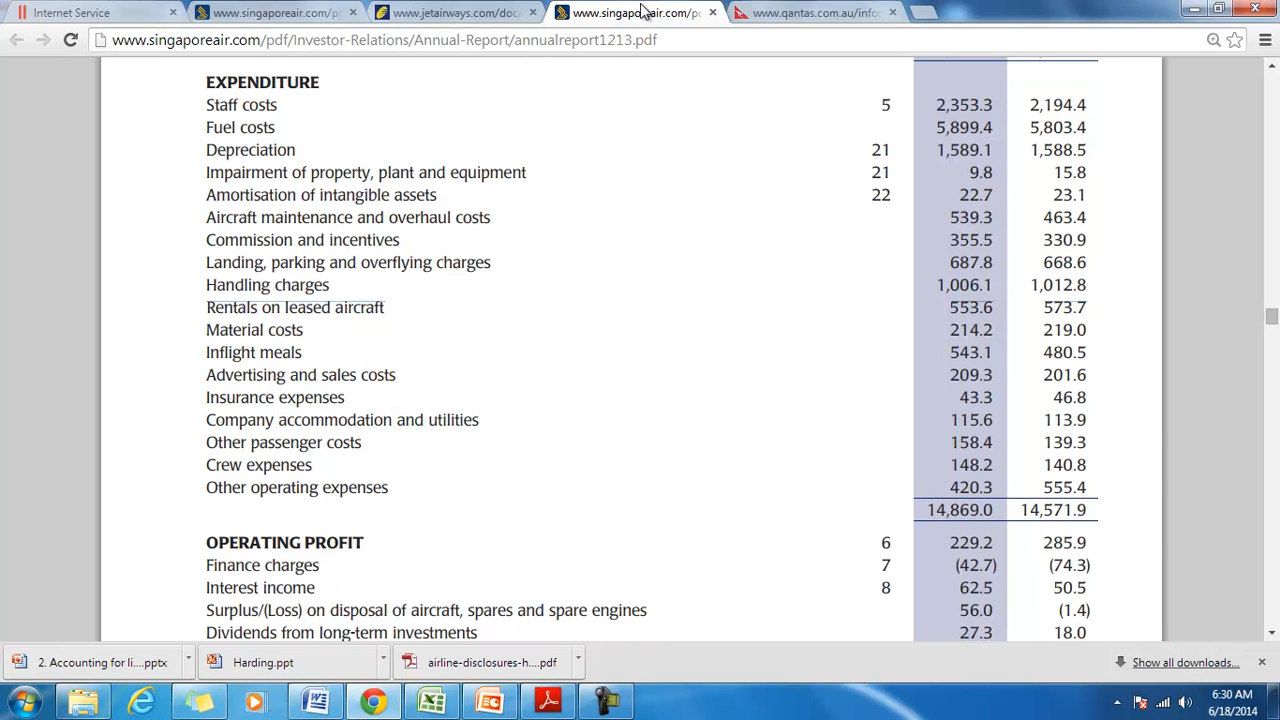 Internet Service
www.singaporeair.com/p
www.jetairways.com/doc
www.singaporeair.com/p
www.qantas.com.au/infor
www.singaporeair.com/pdf/Investor-Relations/Annual-Report/annualreport1213.pdf
EXPENDITURE
Staff costs 5 2,353.3 2,194.4
Fuel costs 5,899.4 5,803.4
Depreciation 21 1,589.1 1,588.5
Impairment of property, plant and equipment 21 9.8 15.8
Amortisation of intangible assets 22 22.7 23.1
Aircraft maintenance and overhaul costs 539.3 463.4
Commission and incentives 355.5 330.9
Landing, parking and overflying charges 687.8 668.6
Handling charges 1,006.1 1,012.8
Rentals on leased aircraft 553.6 573.7
Material costs 214.2 219.0
Inflight meals 543.1 480.5
Advertising and sales costs 209.3 201.6
Insurance expenses 43.3 46.8
Company accommodation and utilities 115.6 113.9
Other passenger costs 158.4 139.3
Crew expenses 148.2 140.8
Other operating expenses 420.3 555.4
14,869.0 14,571.9
OPERATING PROFIT 6 229.2 285.9
Finance charges 7 (42.7) (74.3)
Interest income 8 62.5 50.5
Surplus/(Loss) on disposal of aircraft, spares and spare engines 56.0 (1.4)
Dividends from long-term investments 27.3 18.0
2. Accounting for li....pptx
Harding.ppt
airline-disclosures-h....pdf
Show all downloads...
6:30 AM
6/18/2014